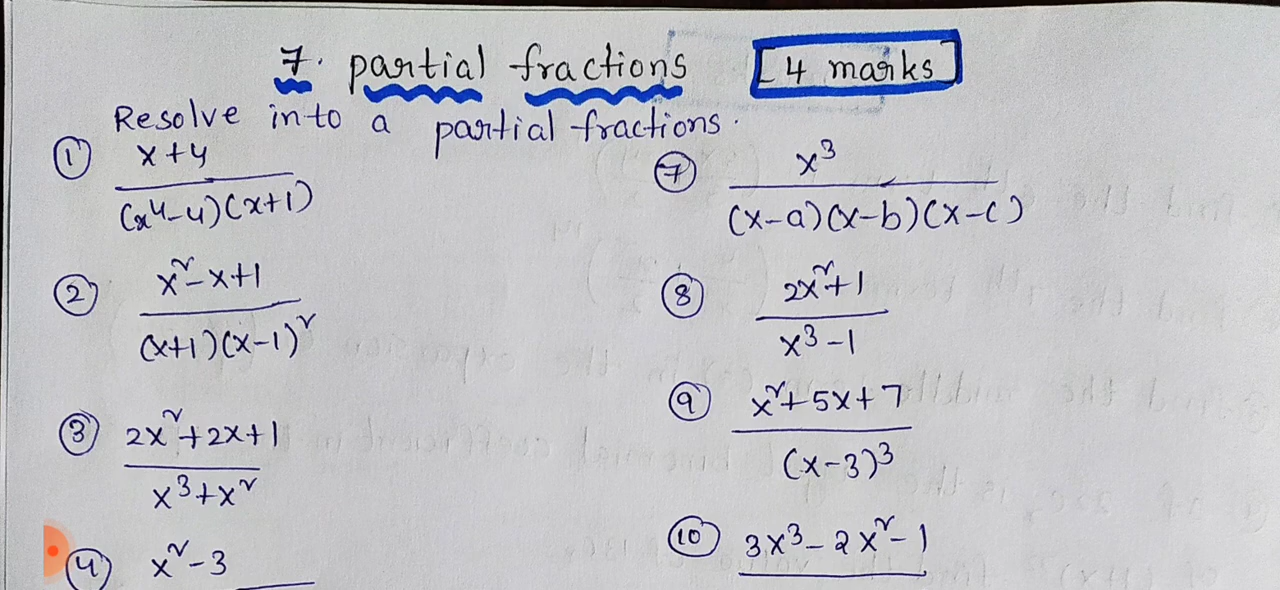 7. partial fractions [4 marks]
Resolve into a partial fractions.
① x+4
(x⁴-4)(x+1)
② x²-x+1
(x+1)(x-1)²
③ 2x²+2x+1
x³+x²
④ x²-3
⑦ x³
(x-a)(x-b)(x-c)
⑧ 2x²+1
x³-1
⑨ x²+5x+7
(x-3)³
⑩ 3x³-2x²-1